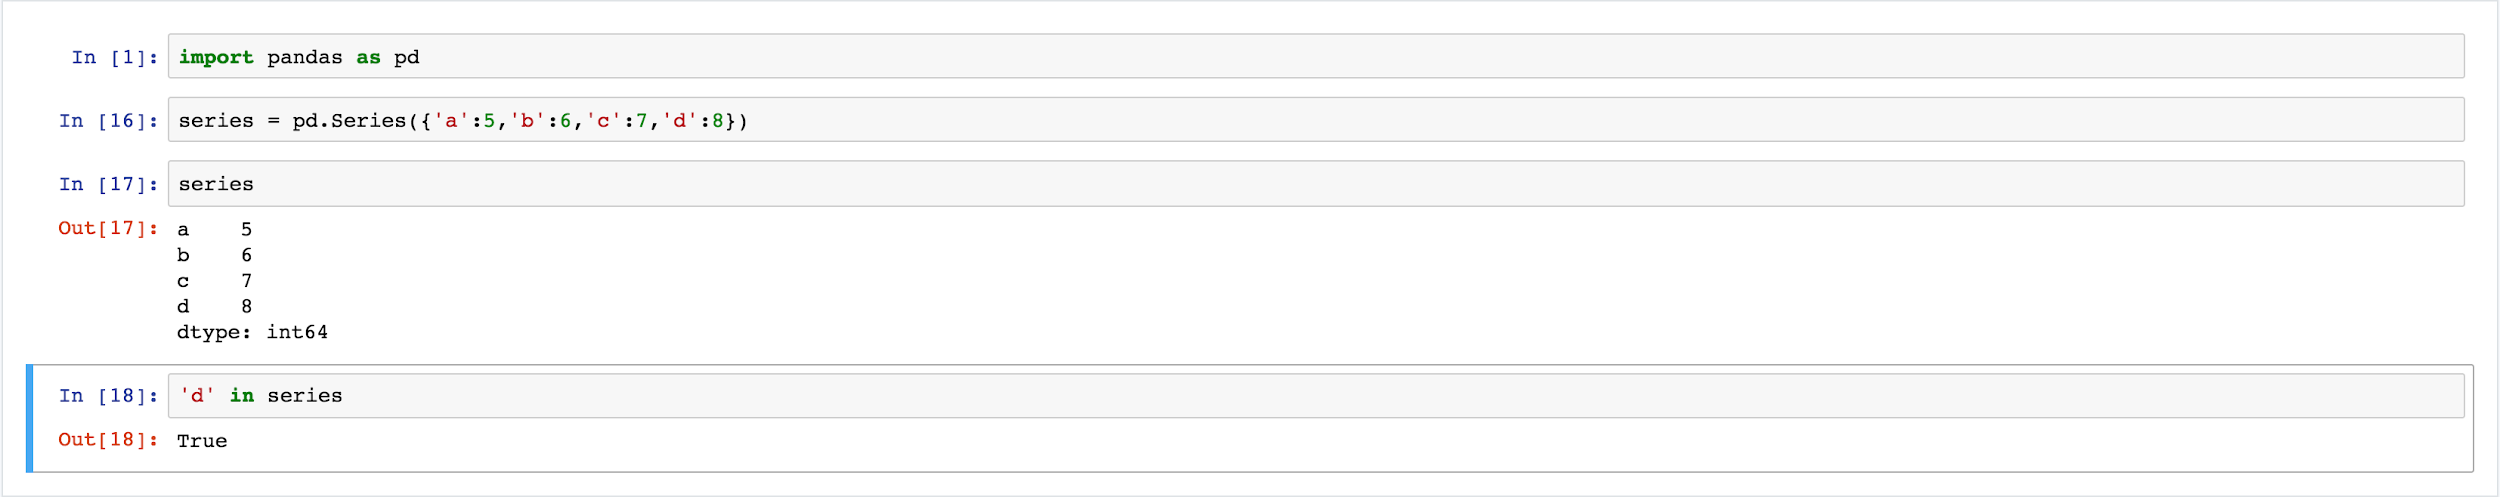 In [1]: import pandas as pd
In [16]: series = pd.Series({'a':5,'b':6,'c':7,'d':8})
In [17]: series
Out[17]: a    5
b    6
c    7
d    8
dtype: int64
In [18]: 'd' in series
Out[18]: True